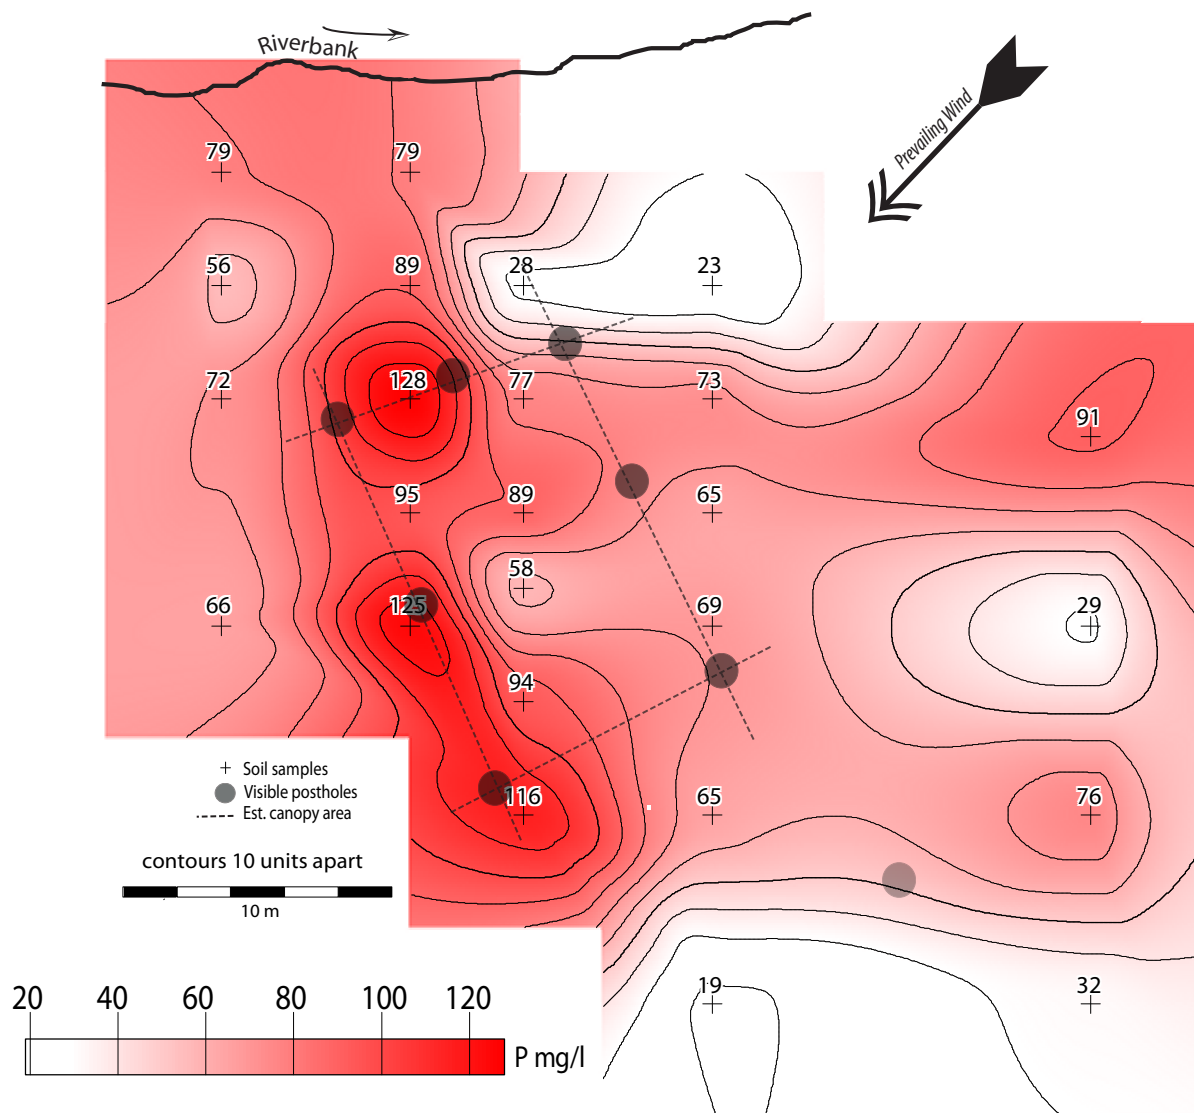 Riverbank
Prevailing Wind
79 79
56 89 28 23
72 128 77 73
91
95 89 65
58
66 125 69 29
94
116 65 76
19 32
Soil samples
Visible postholes
Est. canopy area
contours 10 units apart
10 m
20 40 60 80 100 120
P mg/l